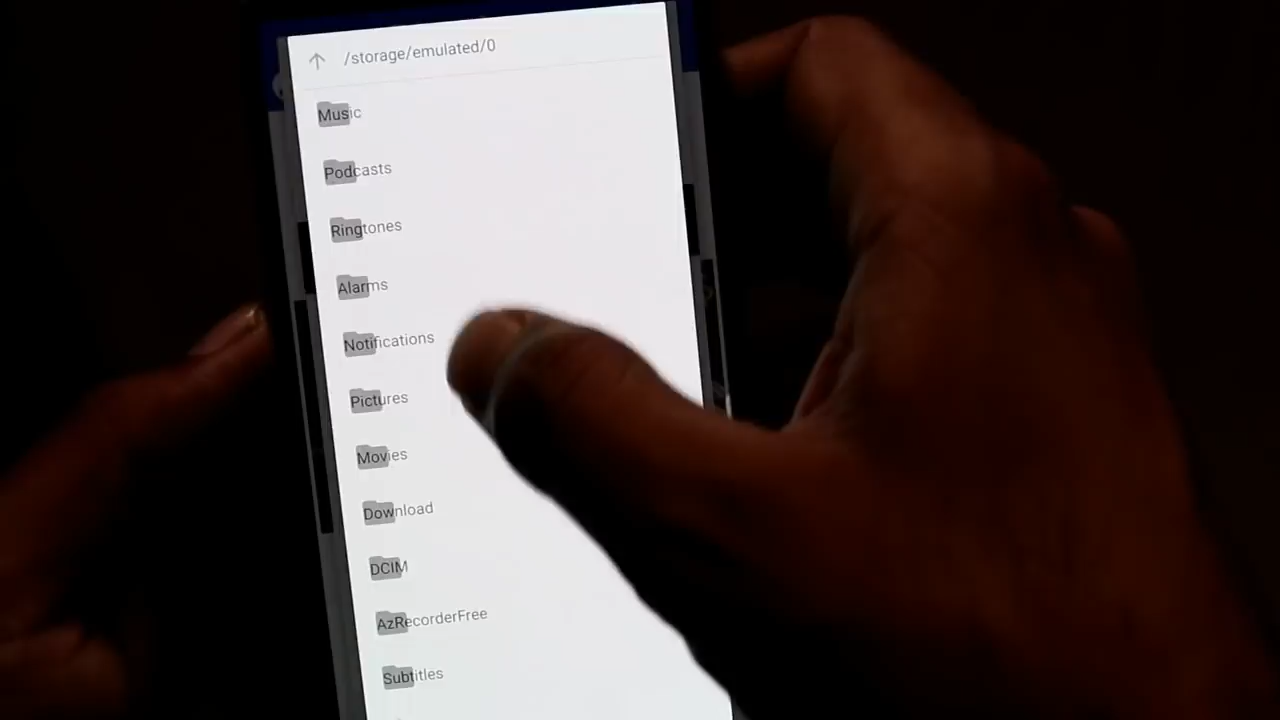 /storage/emulated/0
Music
Podcasts
Ringtones
Alarms
Notifications
Pictures
Movies
Download
DCIM
AzRecorderFree
Subtitles